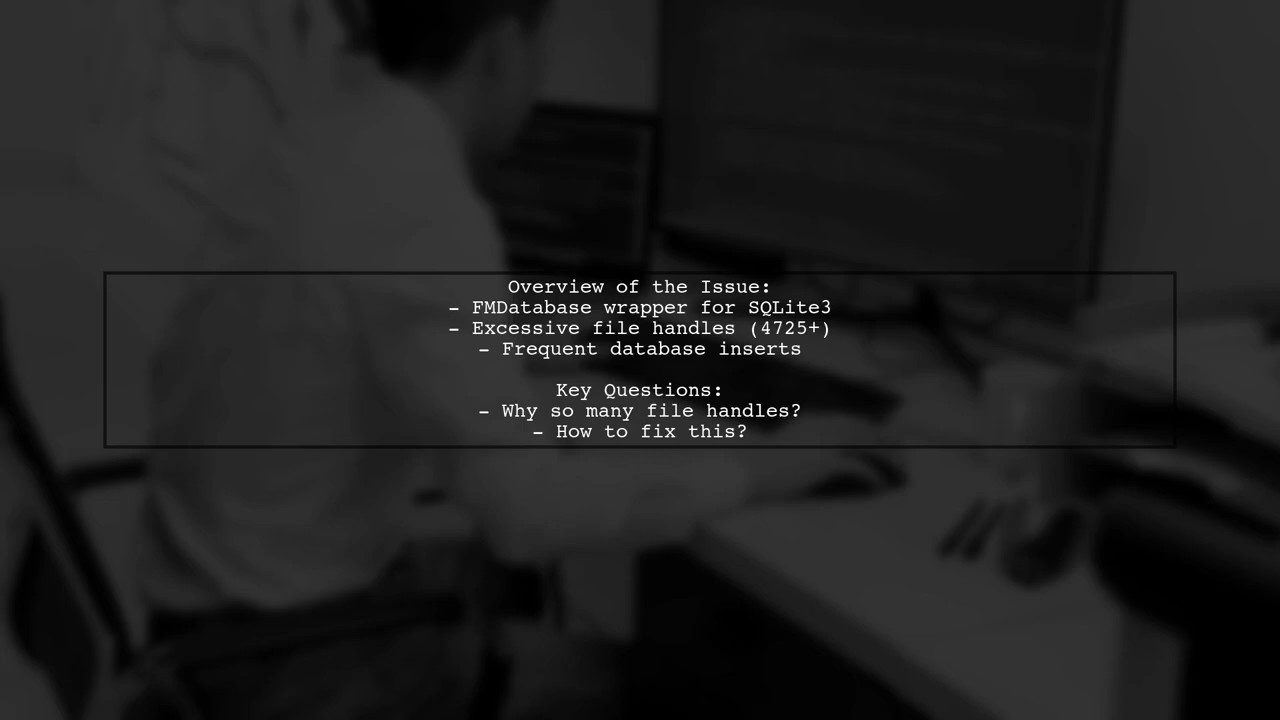 Overview of the Issue:
- FMDatabase wrapper for SQLite3
- Excessive file handles (4725+)
- Frequent database inserts
Key Questions:
- Why so many file handles?
- How to fix this?